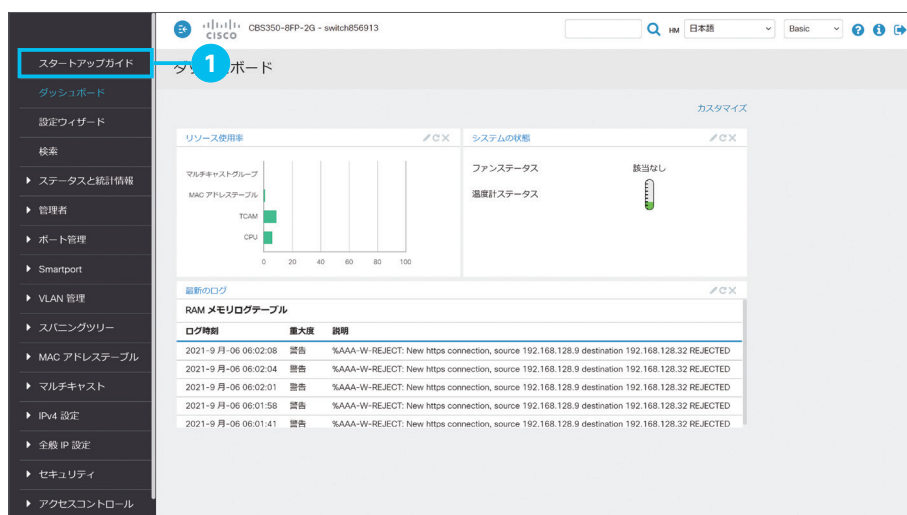 CISCO CBS350-8FP-2G - switch856913 HM 日本語 Basic
スタートアップガイド
1
ダッシュボード
ダッシュボード
設定ウィザード
検索
ステータスと統計情報
管理者
ポート管理
Smartport
VLAN 管理
スパニングツリー
MAC アドレステーブル
マルチキャスト
IPv4 設定
全般 IP 設定
セキュリティ
アクセスコントロール
カスタマイズ
リソース使用率
マルチキャストグループ
MAC アドレステーブル
TCAM
CPU
0 20 40 60 80 100
システムの状態
ファンステータス 該当なし
温度計ステータス
最新のログ
RAM メモリログテーブル
ログ時刻 重大度 説明
2021-9 月-06 06:02:08 警告 %AAA-W-REJECT: New https connection, source 192.168.128.9 destination 192.168.128.32 REJECTED
2021-9 月-06 06:02:04 警告 %AAA-W-REJECT: New https connection, source 192.168.128.9 destination 192.168.128.32 REJECTED
2021-9 月-06 06:02:01 警告 %AAA-W-REJECT: New https connection, source 192.168.128.9 destination 192.168.128.32 REJECTED
2021-9 月-06 06:01:58 警告 %AAA-W-REJECT: New https connection, source 192.168.128.9 destination 192.168.128.32 REJECTED
2021-9 月-06 06:01:41 警告 %AAA-W-REJECT: New https connection, source 192.168.128.9 destination 192.168.128.32 REJECTED